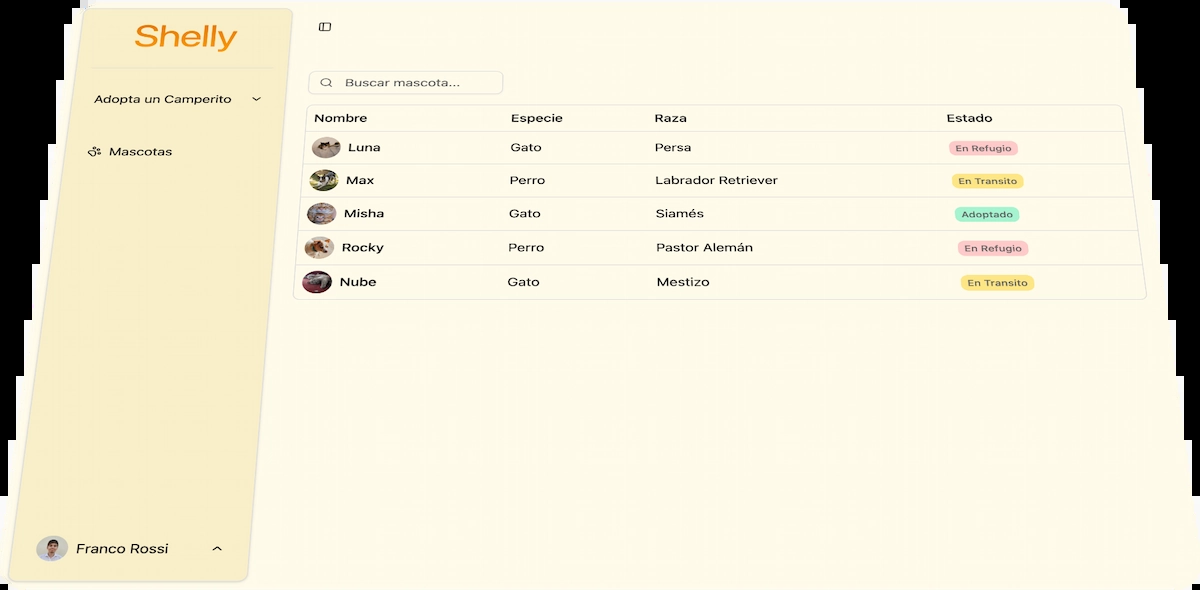 Shelly
Adopta un Camperito
Mascotas
Franco Rossi
Buscar mascota...
Nombre Especie Raza Estado
Luna Gato Persa En Refugio
Max Perro Labrador Retriever En Transito
Misha Gato Siamés Adoptado
Rocky Perro Pastor Alemán En Refugio
Nube Gato Mestizo En Transito